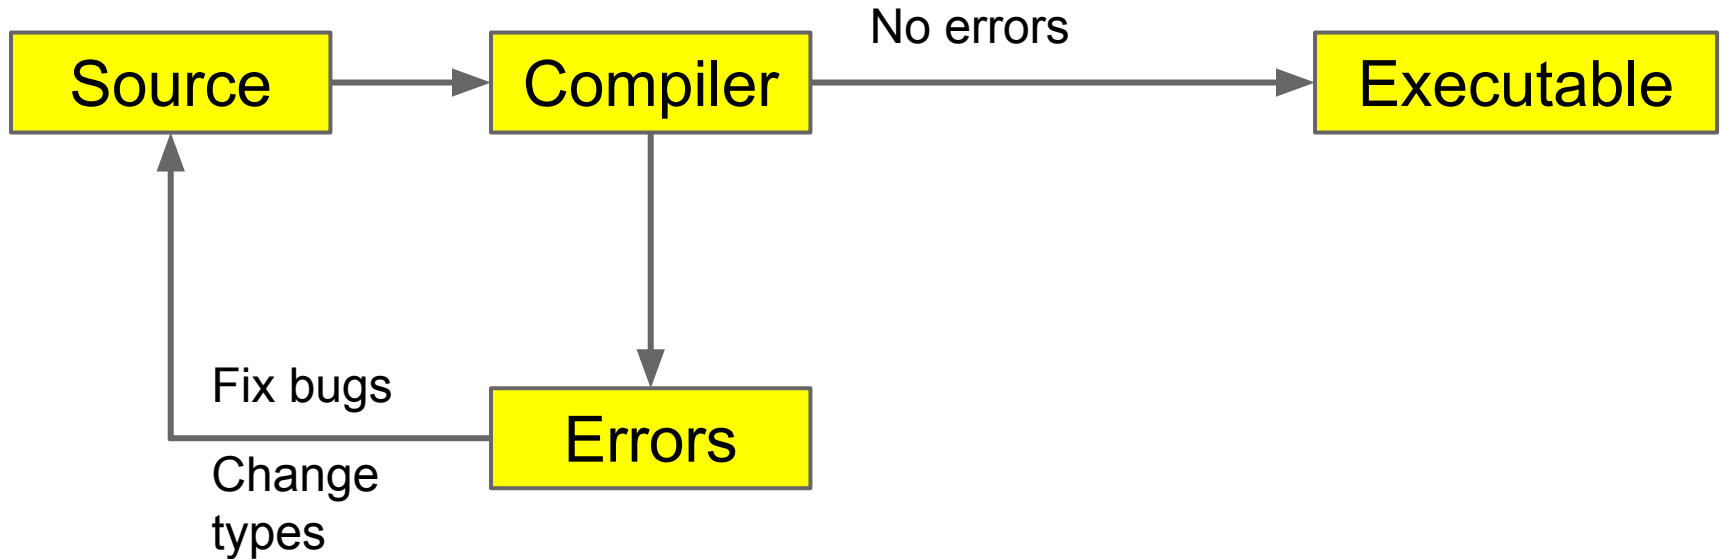 No errors
Source
Compiler
Executable
Fix bugs
Errors
Change
types